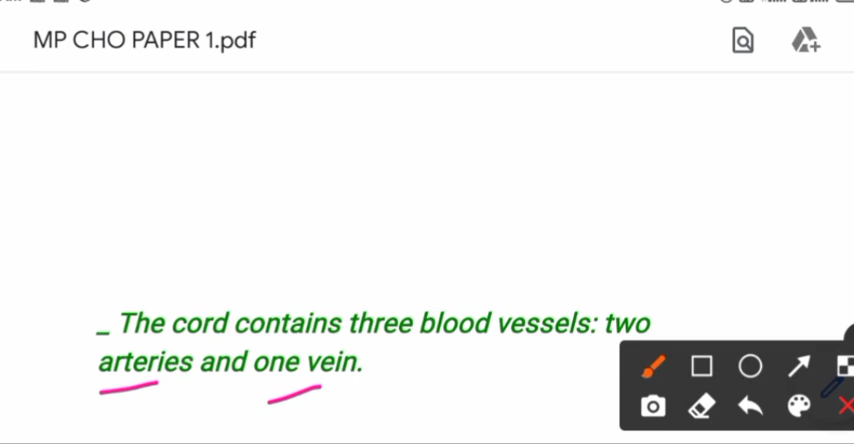 MP CHO PAPER 1.pdf
_ The cord contains three blood vessels: two
arteries and one vein.